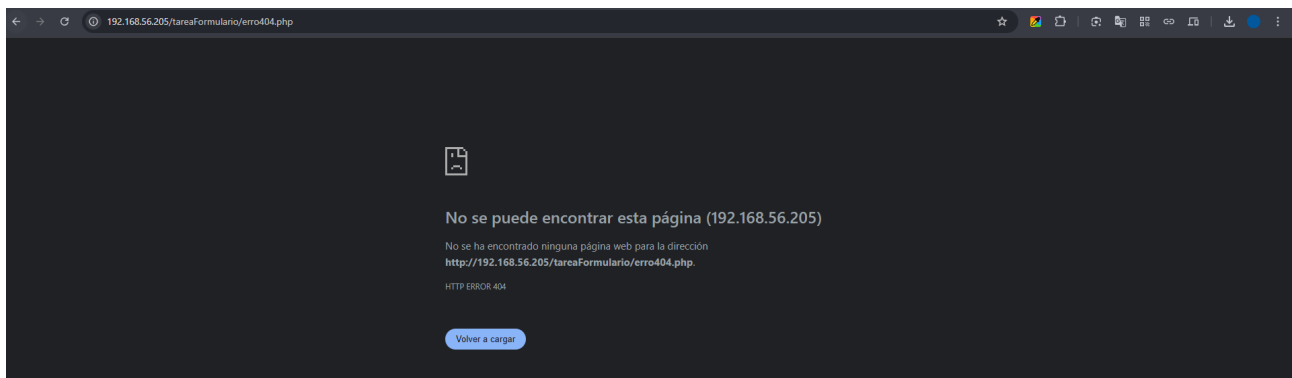 192.168.56.205/tareaFormulario/erro404.php
No se puede encontrar esta página (192.168.56.205)
No se ha encontrado ninguna página web para la dirección
http://192.168.56.205/tareaFormulario/erro404.php.
HTTP ERROR 404
Volver a cargar